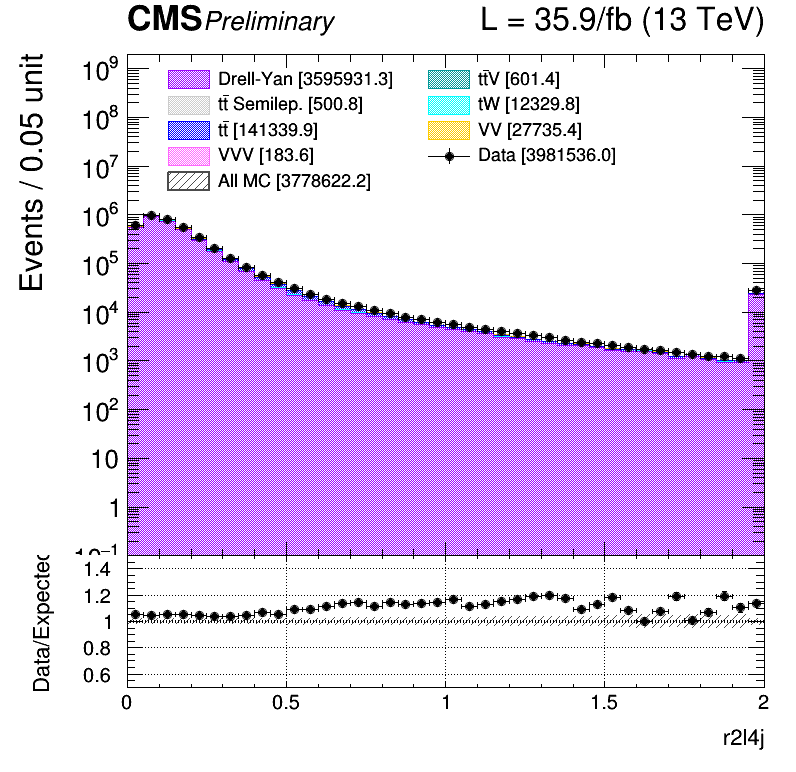 CMS Preliminary L = 35.9/fb (13 TeV)
Events / 0.05 unit
Drell-Yan [3595931.3]
tt̄V [601.4]
tt̄ Semilep. [500.8]
tW [12329.8]
tt̄ [141339.9]
VV [27735.4]
VVV [183.6]
Data [3981536.0]
All MC [3778622.2]
10⁹
10⁸
10⁷
10⁶
10⁵
10⁴
10³
10²
10
1
10⁻¹
Data/Expected
1.4
1.2
1
0.8
0.6
0 0.5 1 1.5 2
r2l4j